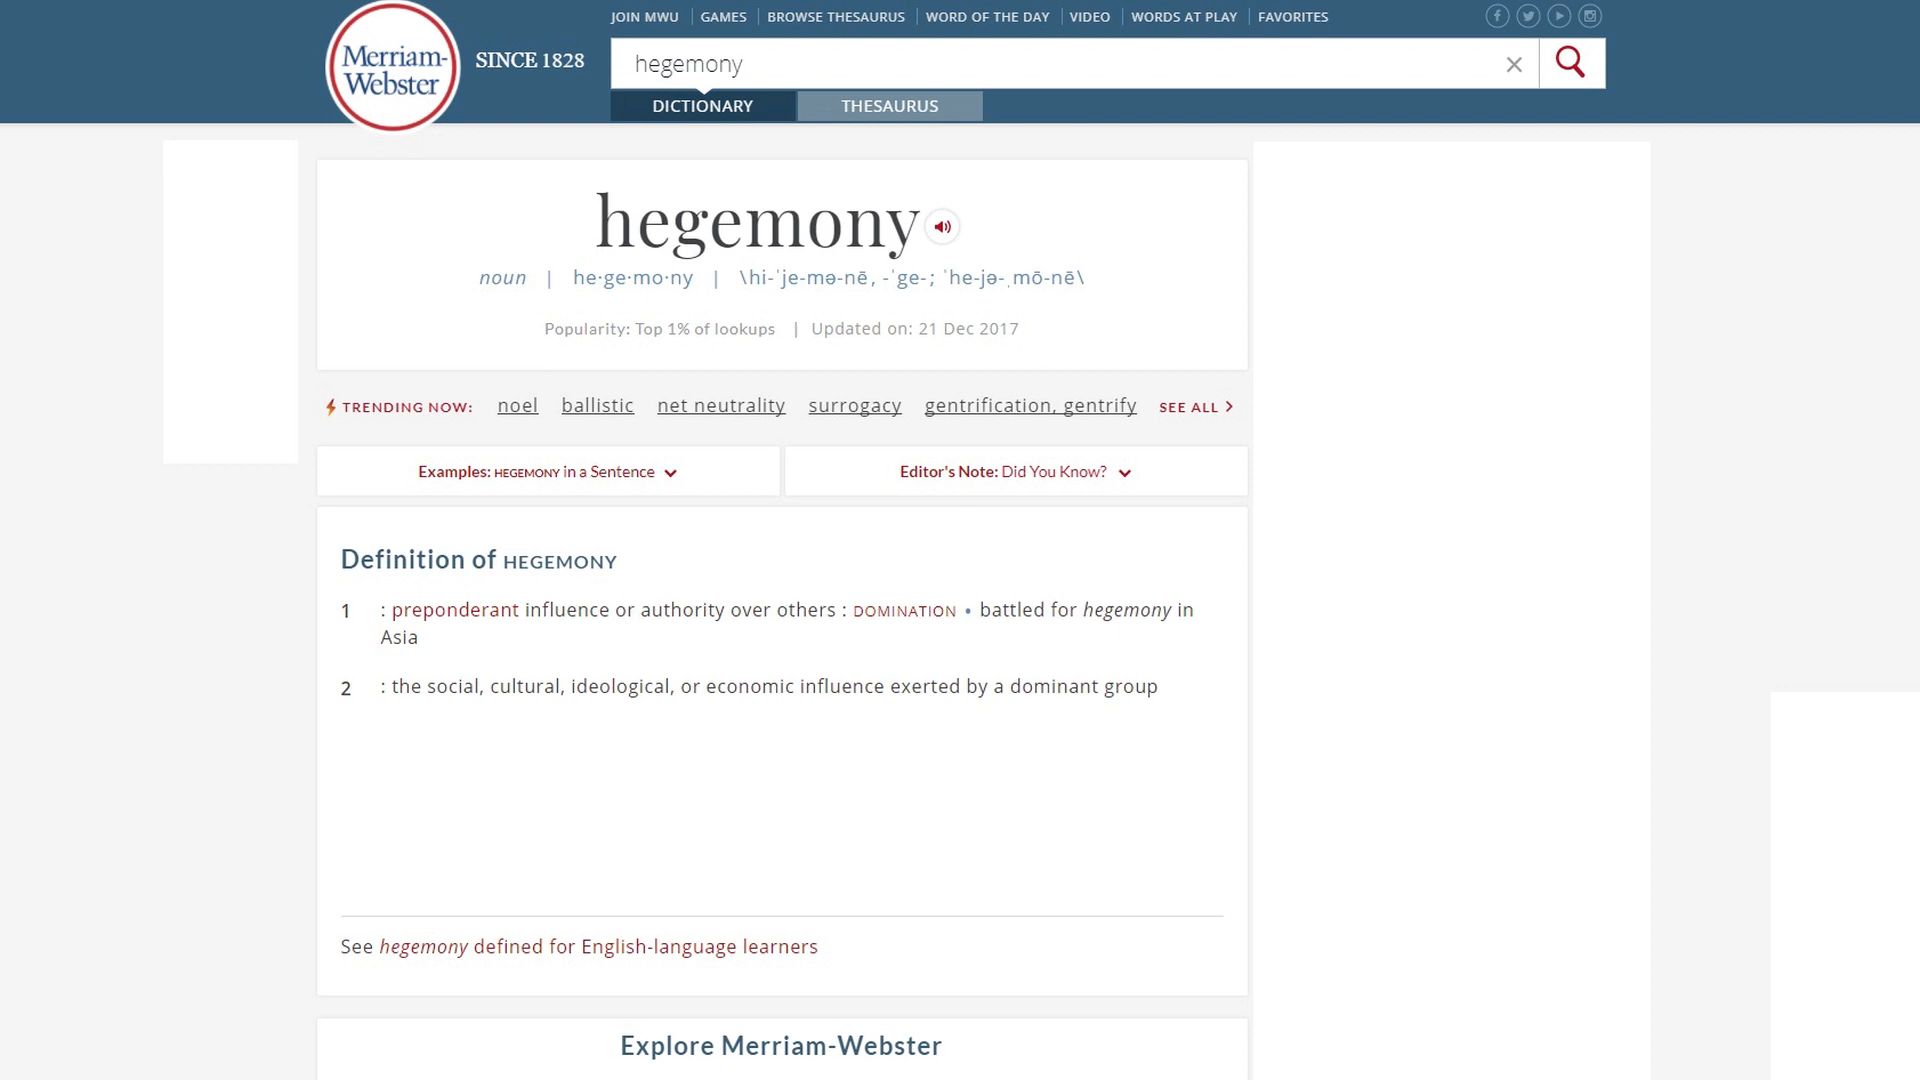 JOIN MWU GAMES BROWSE THESAURUS WORD OF THE DAY VIDEO WORDS AT PLAY FAVORITES
Merriam-
Webster
SINCE 1828
hegemony
DICTIONARY THESAURUS
hegemony
noun | he·ge·mo·ny | \hi-ˈje-mə-nē, -ˈge-; ˈhe-jə-ˌmō-nē\
Popularity: Top 1% of lookups | Updated on: 21 Dec 2017
TRENDING NOW: noel ballistic net neutrality surrogacy gentrification, gentrify SEE ALL
Examples: HEGEMONY in a Sentence
Editor's Note: Did You Know?
Definition of HEGEMONY
1 : preponderant influence or authority over others : DOMINATION • battled for hegemony in
Asia
2 : the social, cultural, ideological, or economic influence exerted by a dominant group
See hegemony defined for English-language learners
Explore Merriam-Webster